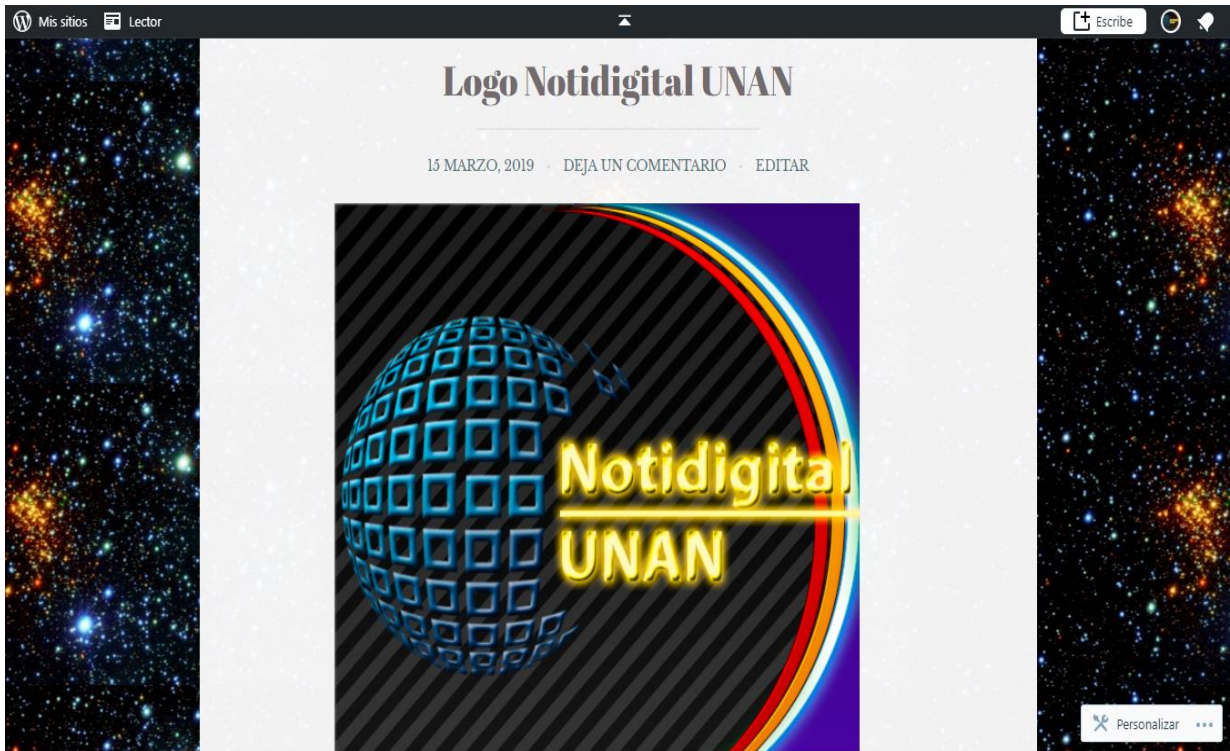 Mis sitios Lector Escribe
Logo Notidigital UNAN
15 MARZO, 2019 · DEJA UN COMENTARIO · EDITAR
Notidigital
UNAN
Personalizar